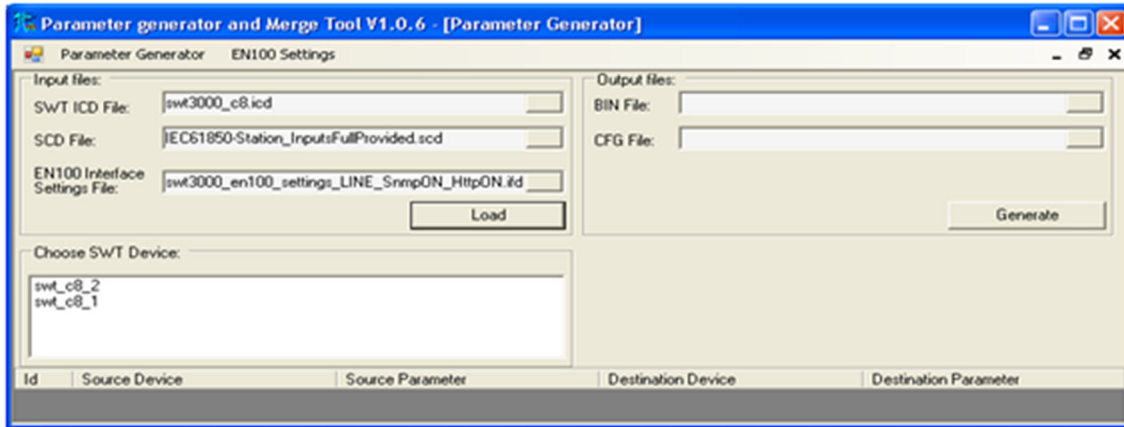 Parameter generator and Merge Tool V1.0.6 - [Parameter Generator]
Parameter Generator EN100 Settings
Input files:
SWT ICD File: swt3000_c8.icd
SCD File: IEC61850-Station_InputsFullProvided.scd
EN100 Interface
Settings File: swt3000_en100_settings_LINE_SnmpON_HttpON.ifd
Load
Output files:
BIN File:
CFG File:
Generate
Choose SWT Device:
swt_c8_2
swt_c8_1
Id Source Device Source Parameter Destination Device Destination Parameter